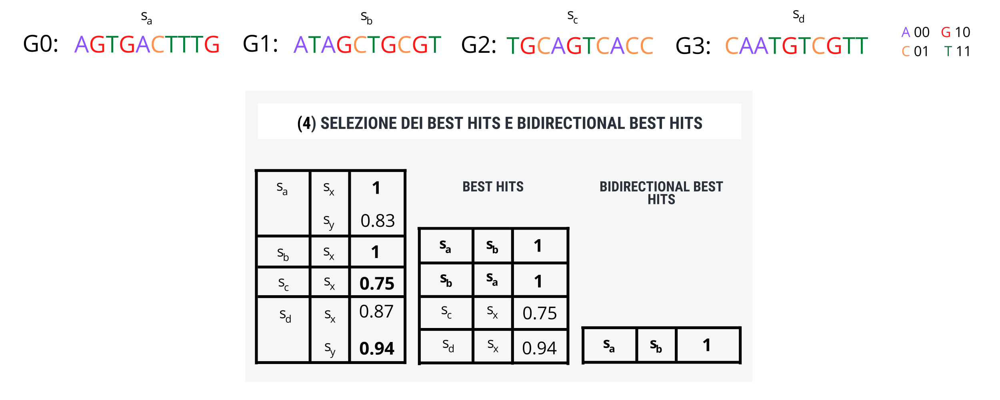 Sa
Sb
Sc
Sd
G0: AGTGACTTTG
G1: ATAGCTGCGT
G2: TGCAGTCACC
G3: CAATGTCGTT
A 00 G 10
C 01 T 11
(4) SELEZIONE DEI BEST HITS E BIDIRECTIONAL BEST HITS
Sa Sx 1
Sy 0.83
Sb Sx 1
Sc Sx 0.75
Sd Sx 0.87
Sy 0.94
BEST HITS
Sa Sb 1
Sb Sa 1
Sc Sx 0.75
Sd Sx 0.94
BIDIRECTIONAL BEST
HITS
Sa Sb 1